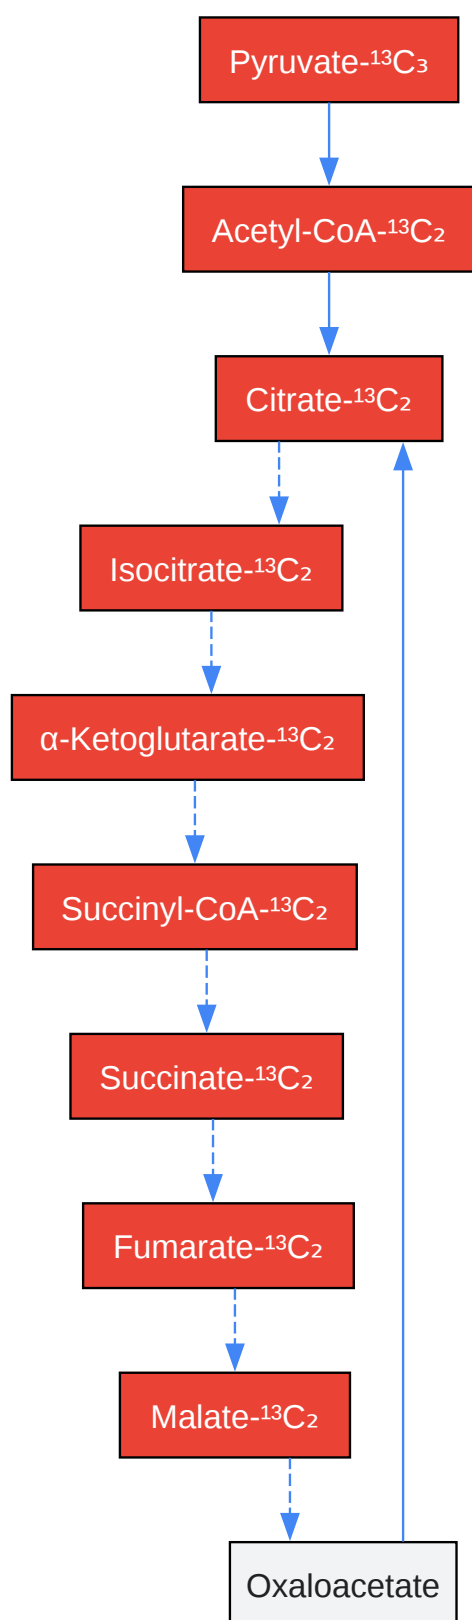 Pyruvate-¹³C₃
Acetyl-CoA-¹³C₂
Citrate-¹³C₂
Isocitrate-¹³C₂
α-Ketoglutarate-¹³C₂
Succinyl-CoA-¹³C₂
Succinate-¹³C₂
Fumarate-¹³C₂
Malate-¹³C₂
Oxaloacetate